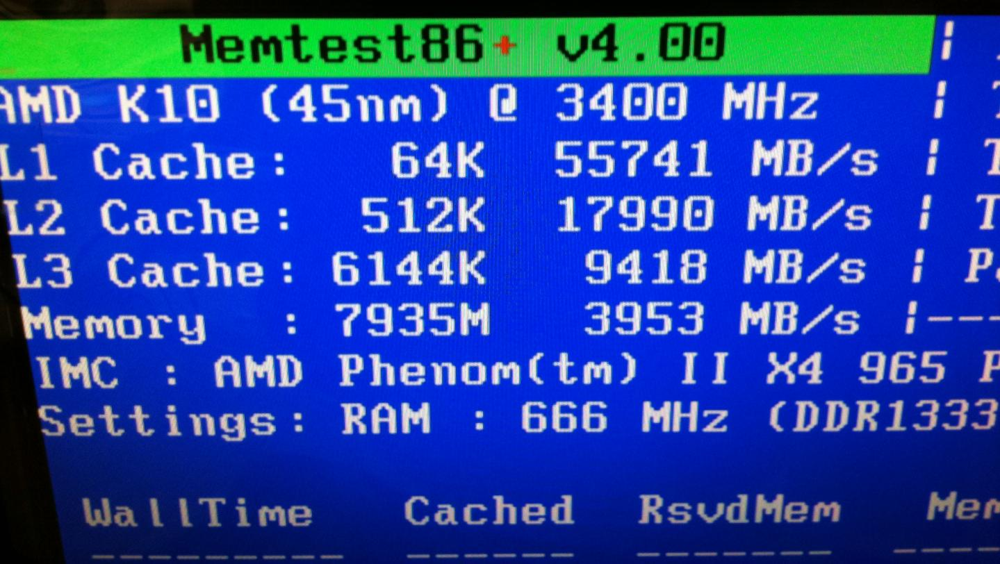 Memtest86+ v4.00 |
AMD K10 (45nm) @ 3400 MHz |
L1 Cache: 64K 55741 MB/s |
L2 Cache: 512K 17990 MB/s |
L3 Cache: 6144K 9418 MB/s |
Memory : 7935M 3953 MB/s |---
IMC : AMD Phenom(tm) II X4 965
Settings: RAM : 666 MHz (DDR1333
WallTime Cached RsvdMem